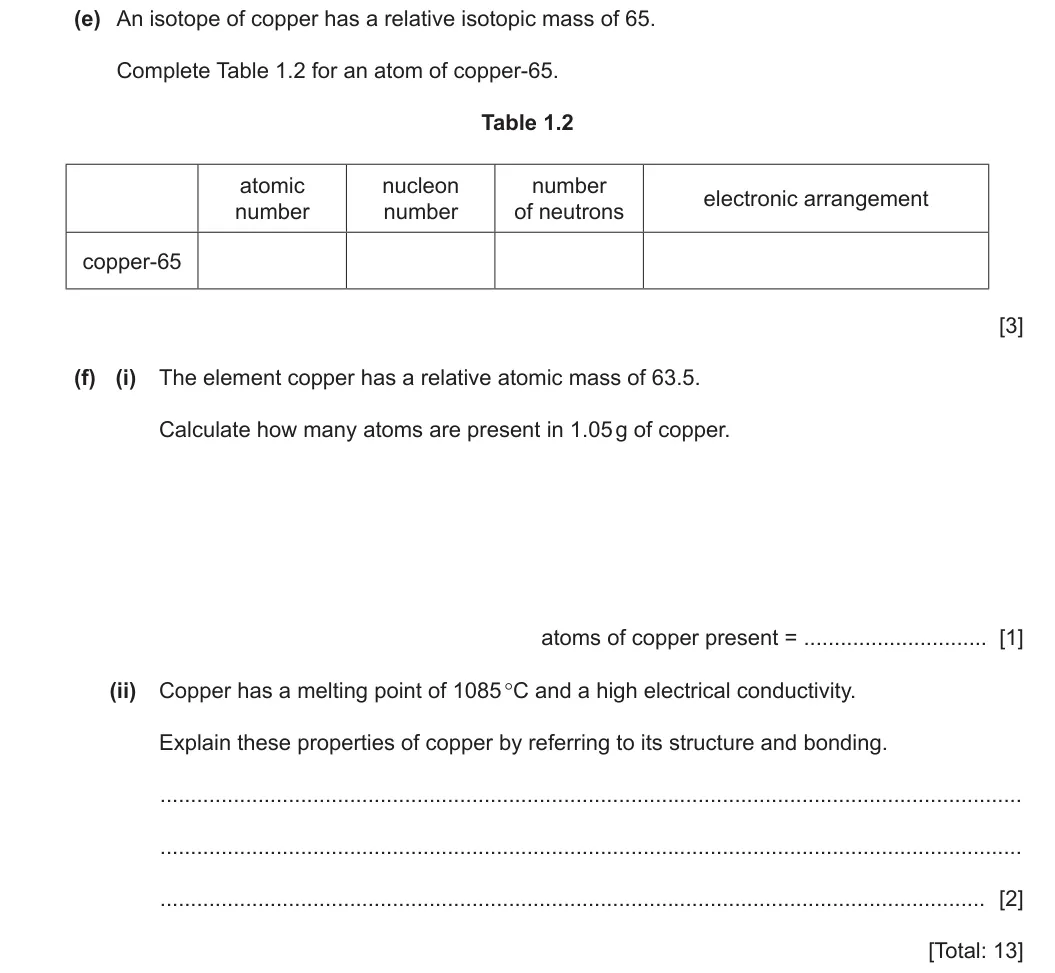 (e) An isotope of copper has a relative isotopic mass of 65.
Complete Table 1.2 for an atom of copper-65.
Table 1.2
atomic number
nucleon number
number of neutrons
electronic arrangement
copper-65
[3]
(f) (i) The element copper has a relative atomic mass of 63.5.
Calculate how many atoms are present in 1.05 g of copper.
atoms of copper present = .............................. [1]
(ii) Copper has a melting point of 1085 °C and a high electrical conductivity.
Explain these properties of copper by referring to its structure and bonding.
..............................................................................................................................................
..............................................................................................................................................
........................................................................................................................................ [2]
[Total: 13]